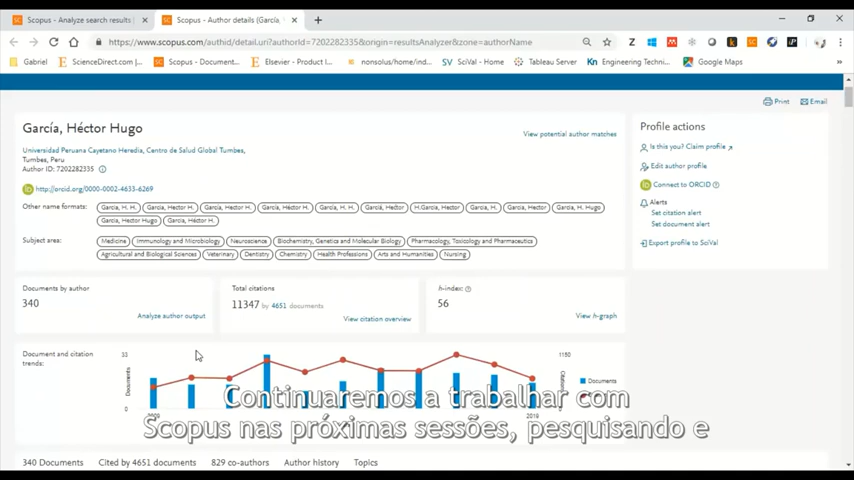 Scopus - Analyze search results |
Scopus - Author details (García,
https://www.scopus.com/authid/detail.uri?authorId=7202282335&origin=resultsAnalyzer&zone=authorName
Gabriel
ScienceDirect.com | ...
Scopus - Document...
Elsevier - Product I...
nonsolus/home/ind...
SV SciVal - Home
Tableau Server
Kn Engineering Techni...
Google Maps
Print
Email
García, Héctor Hugo
View potential author matches
Universidad Peruana Cayetano Heredia, Centro de Salud Global Tumbes,
Tumbes, Peru
Author ID: 7202282335
http://orcid.org/0000-0002-4633-6269
Other name formats:
Garcia, H. H.
Garcia, Hector H.
Garcia, Hector H.
García, Héctor H.
García, H. H.
García, Hector
H.Garcia, Hector
Garcia, H.
Garcia, Hector
Garcia, H. Hugo
Garcia, Hector Hugo
García, Hector H.
Subject area:
Medicine
Immunology and Microbiology
Neuroscience
Biochemistry, Genetics and Molecular Biology
Pharmacology, Toxicology and Pharmaceutics
Agricultural and Biological Sciences
Veterinary
Dentistry
Chemistry
Health Professions
Arts and Humanities
Nursing
Profile actions
Is this you? Claim profile
Edit author profile
Connect to ORCID
Alerts
Set citation alert
Set document alert
Export profile to SciVal
Documents by author
340
Analyze author output
Total citations
11347 by 4651 documents
View citation overview
h-index:
56
View h-graph
Document and citation
trends:
33
Documents
0
2009
1150
Citations
2019
Documents
Continuaremos a trabalhar com
Scopus nas próximas sessões, pesquisando e
340 Documents
Cited by 4651 documents
829 co-authors
Author history
Topics